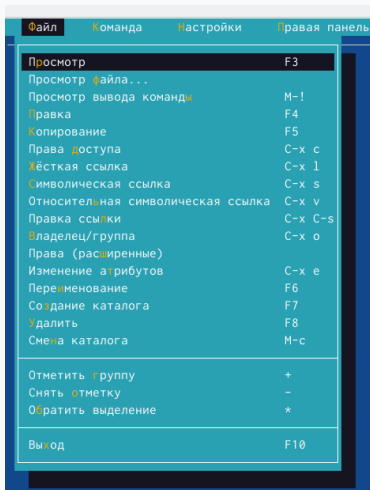 Файл Команда Настройки Правая панель
Просмотр F3
Просмотр файла...
Просмотр вывода команды M-!
Правка F4
Копирование F5
Права доступа C-x c
Жёсткая ссылка C-x l
Символическая ссылка C-x s
Относительная символическая ссылка C-x v
Правка ссылки C-x C-s
Владелец/группа C-x o
Права (расширенные)
Изменение атрибутов C-x e
Переименование F6
Создание каталога F7
Удалить F8
Смена каталога M-c
Отметить группу +
Снять отметку -
Обратить выделение *
Выход F10